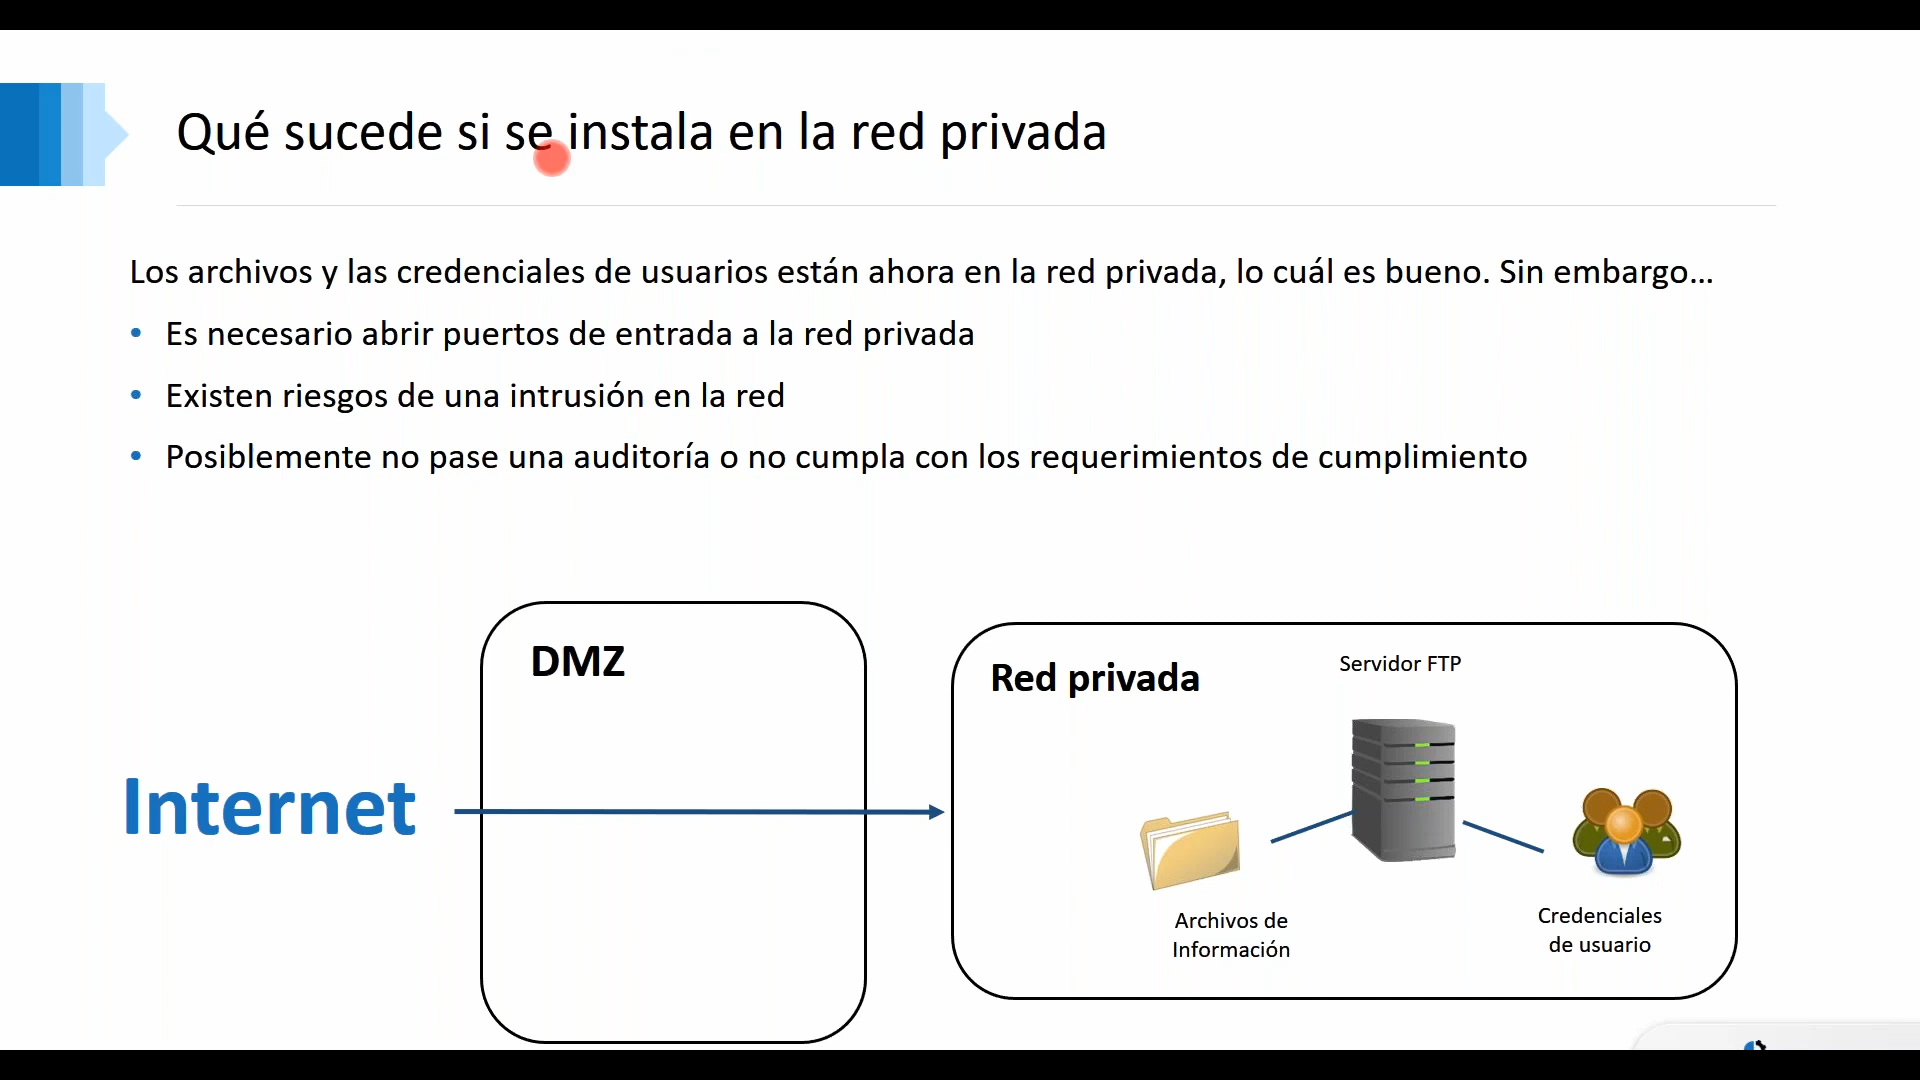 Qué sucede si se instala en la red privada
Los archivos y las credenciales de usuarios están ahora en la red privada, lo cuál es bueno. Sin embargo...
• Es necesario abrir puertos de entrada a la red privada
• Existen riesgos de una intrusión en la red
• Posiblemente no pase una auditoría o no cumpla con los requerimientos de cumplimiento
DMZ
Red privada
Servidor FTP
Internet
Archivos de
Información
Credenciales
de usuario